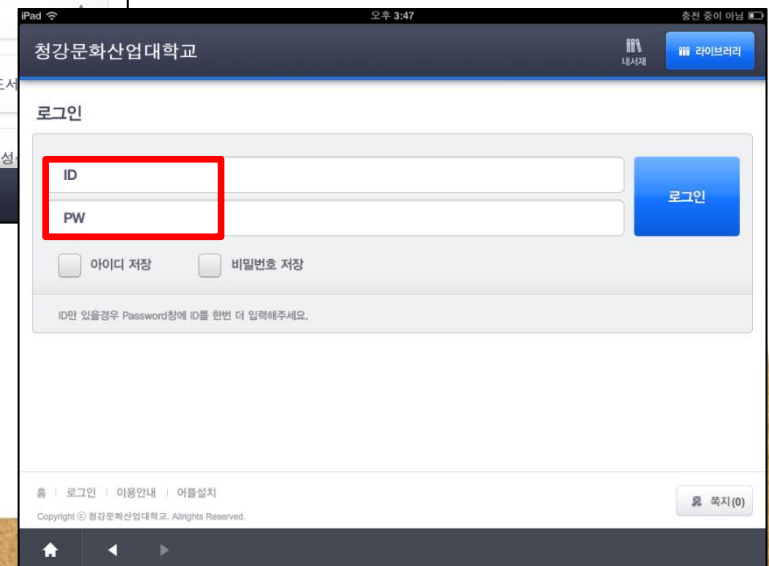 iPad 오후 3:47 충전 중이 아님
청강문화산업대학교 내서재 라이브러리
로그인
ID
PW
로그인
아이디 저장 비밀번호 저장
ID만 있을경우 Password창에 ID를 한번 더 입력해주세요.
홈 | 로그인 | 이용안내 | 어플설치
Copyright ⓒ 청강문화산업대학교. Allrights Reserved.
쪽지(0)